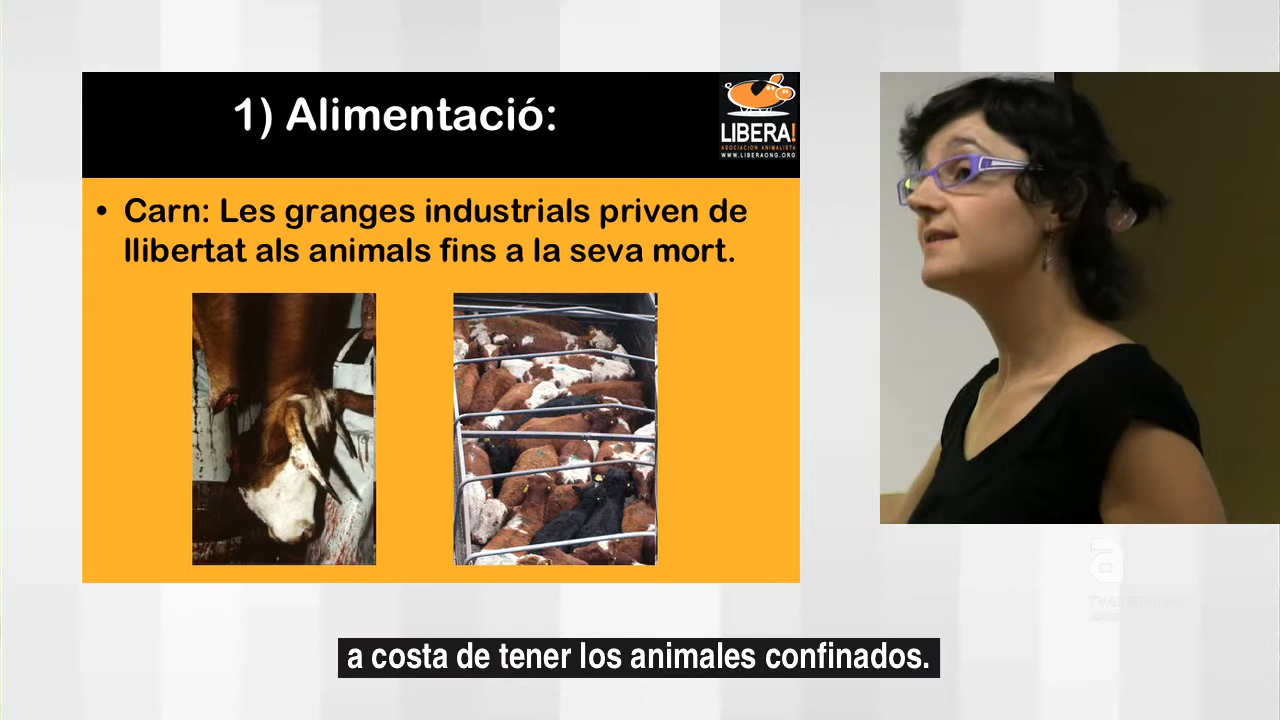 1) Alimentació:
LIBERA!
ASOCIACION ANIMALISTA
WWW.LIBERAONG.ORG
• Carn: Les granges industrials priven de
llibertat als animals fins a la seva mort.
a
a costa de tener los animales confinados.